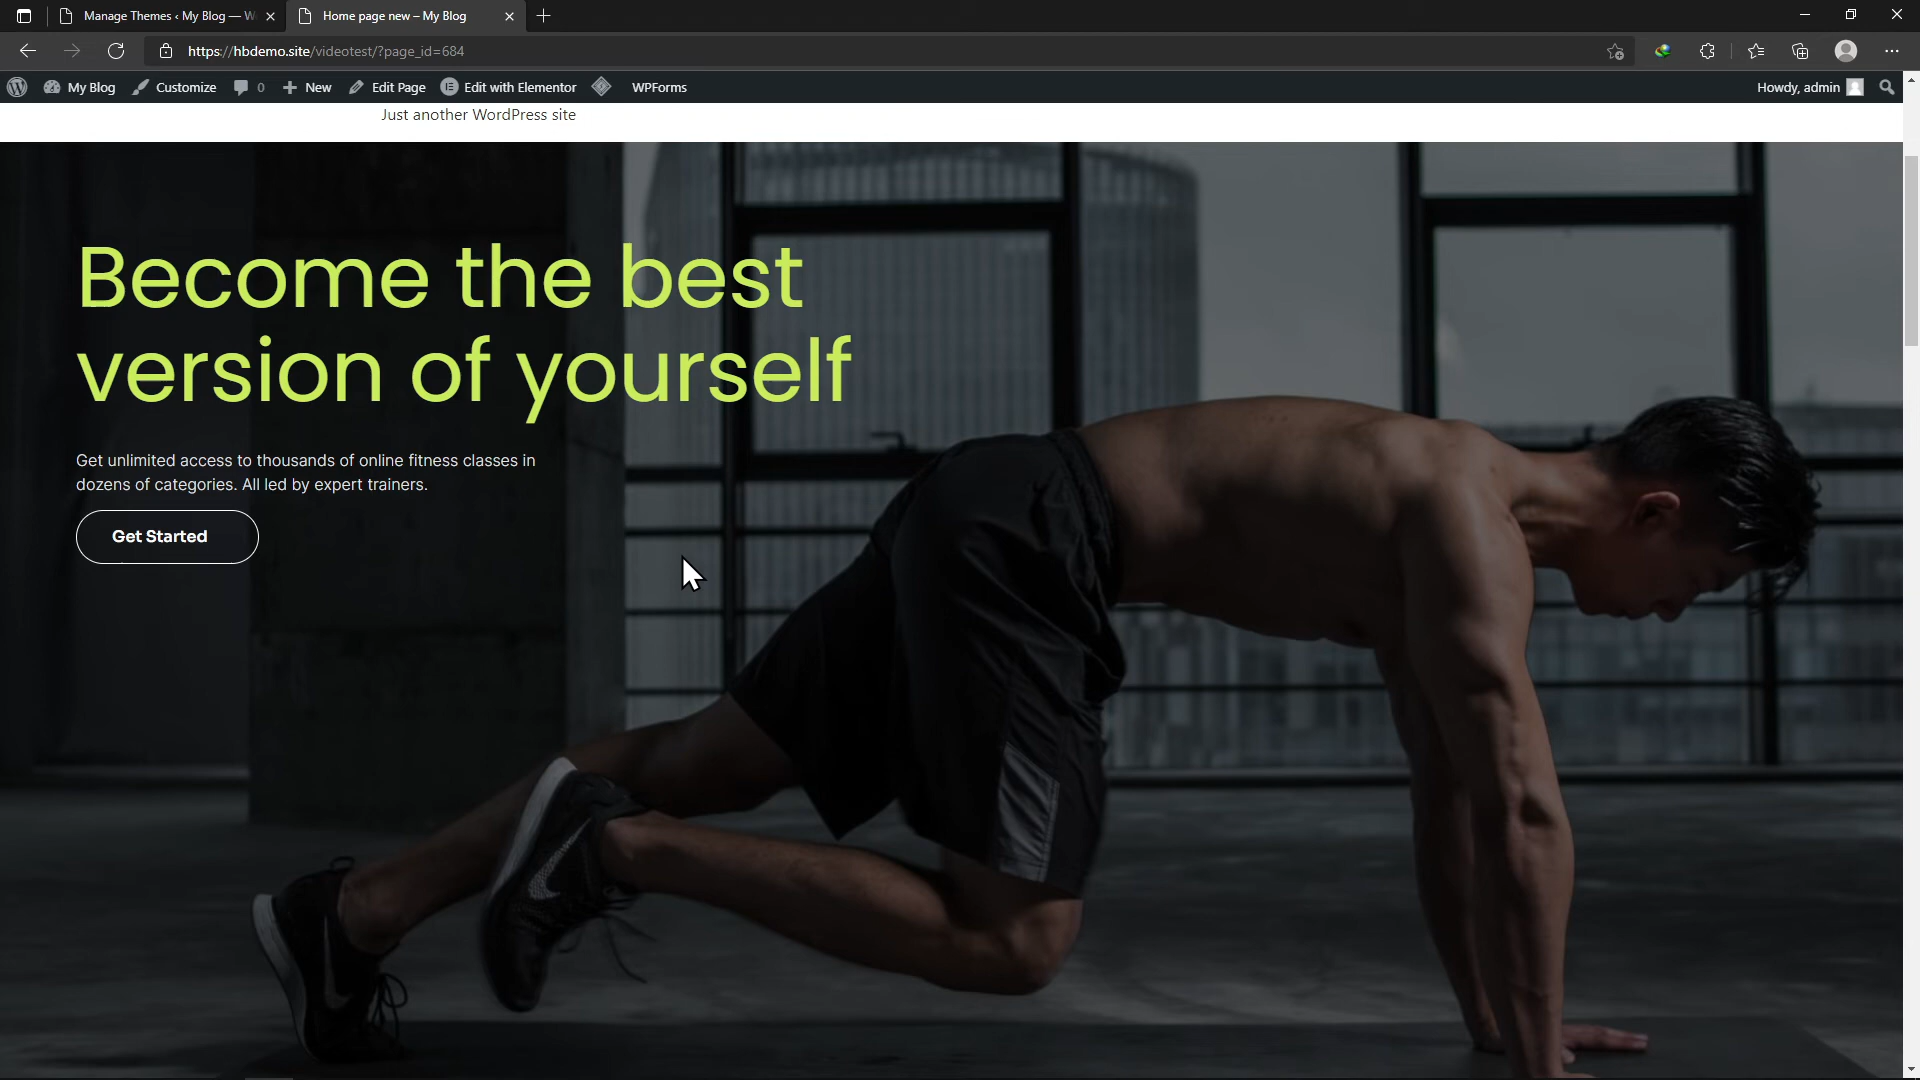 Manage Themes ‹ My Blog — W
Home page new – My Blog
https://hbdemo.site/videotest/?page_id=684
My Blog
Customize
0
New
Edit Page
Edit with Elementor
WPForms
Howdy, admin
Just another WordPress site
Become the best
version of yourself
Get unlimited access to thousands of online fitness classes in
dozens of categories. All led by expert trainers.
Get Started